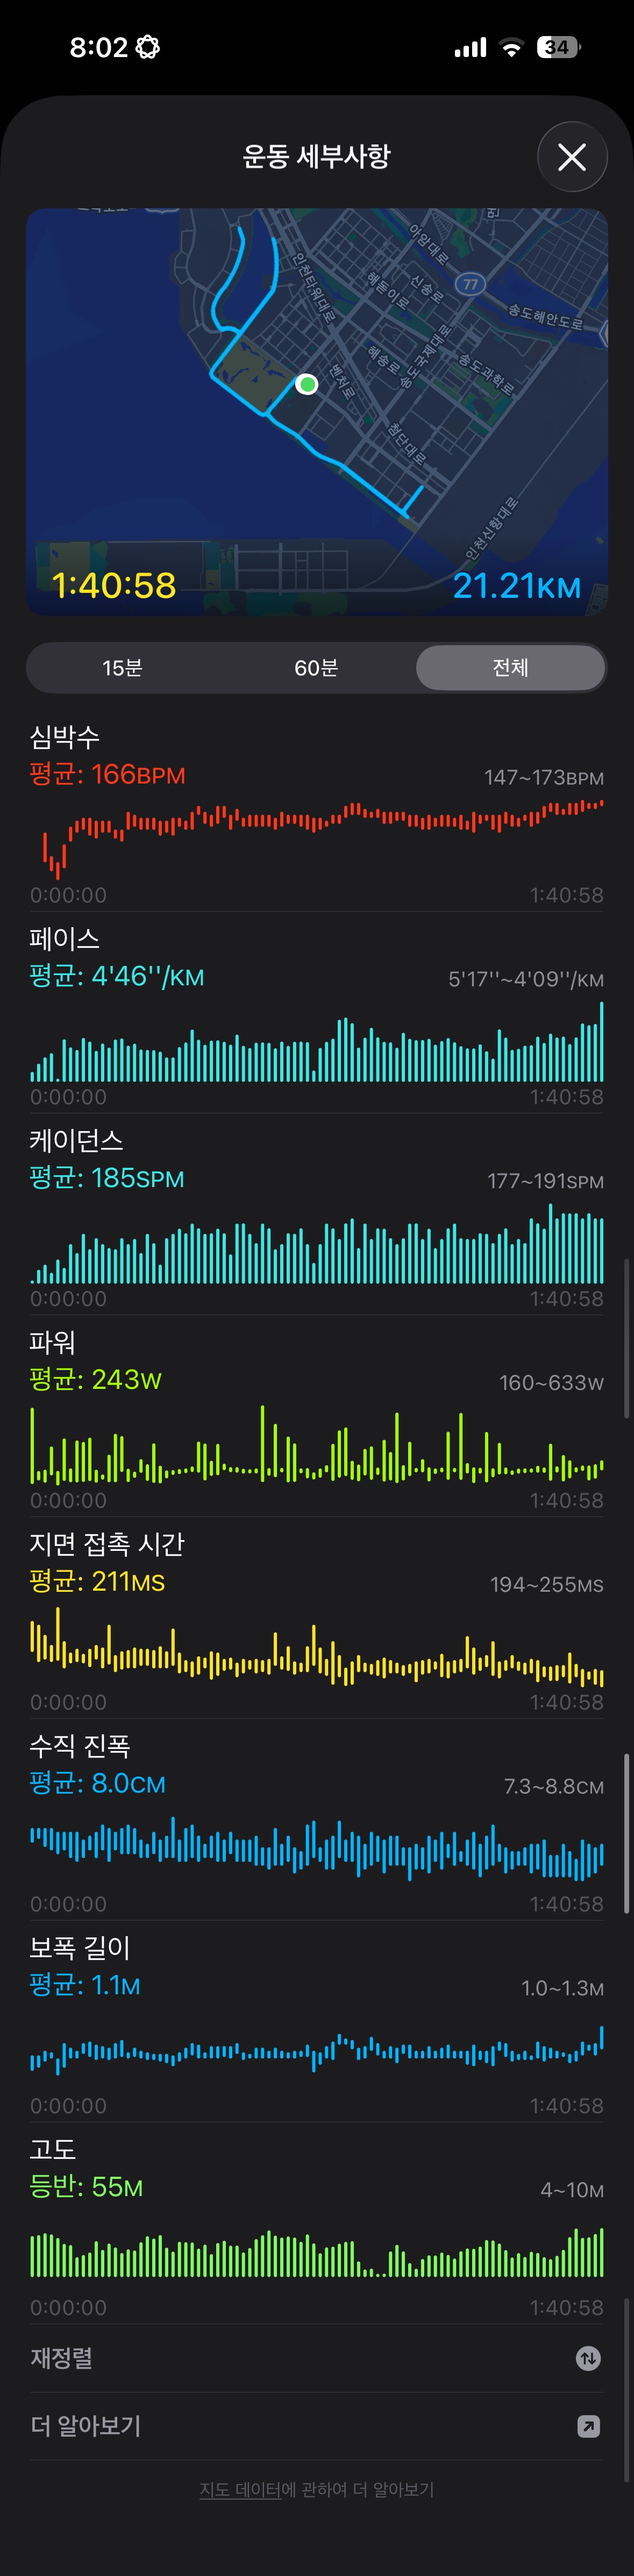 8:02
34
운동 세부사항
아암대로
77
인천타워대로
해돋이로
신송로
송도해안도로
벤처로
해송로
송도국제대로
송도과학로
첨단대로
인천신항대로
1:40:58 21.21KM
15분 60분 전체
심박수
평균: 166BPM 147~173BPM
0:00:00 1:40:58
페이스
평균: 4'46''/KM 5'17''~4'09''/KM
0:00:00 1:40:58
케이던스
평균: 185SPM 177~191SPM
0:00:00 1:40:58
파워
평균: 243W 160~633W
0:00:00 1:40:58
지면 접촉 시간
평균: 211MS 194~255MS
0:00:00 1:40:58
수직 진폭
평균: 8.0CM 7.3~8.8CM
0:00:00 1:40:58
보폭 길이
평균: 1.1M 1.0~1.3M
0:00:00 1:40:58
고도
등반: 55M 4~10M
0:00:00 1:40:58
재정렬
더 알아보기
지도 데이터에 관하여 더 알아보기